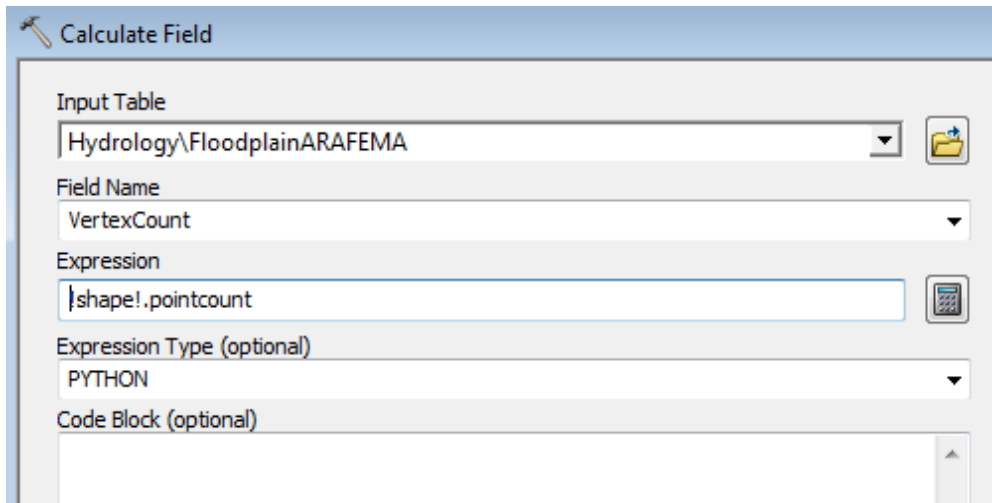 Calculate Field
Input Table
Hydrology\FloodplainARAFEMA
Field Name
VertexCount
Expression
!shape!.pointcount
Expression Type (optional)
PYTHON
Code Block (optional)